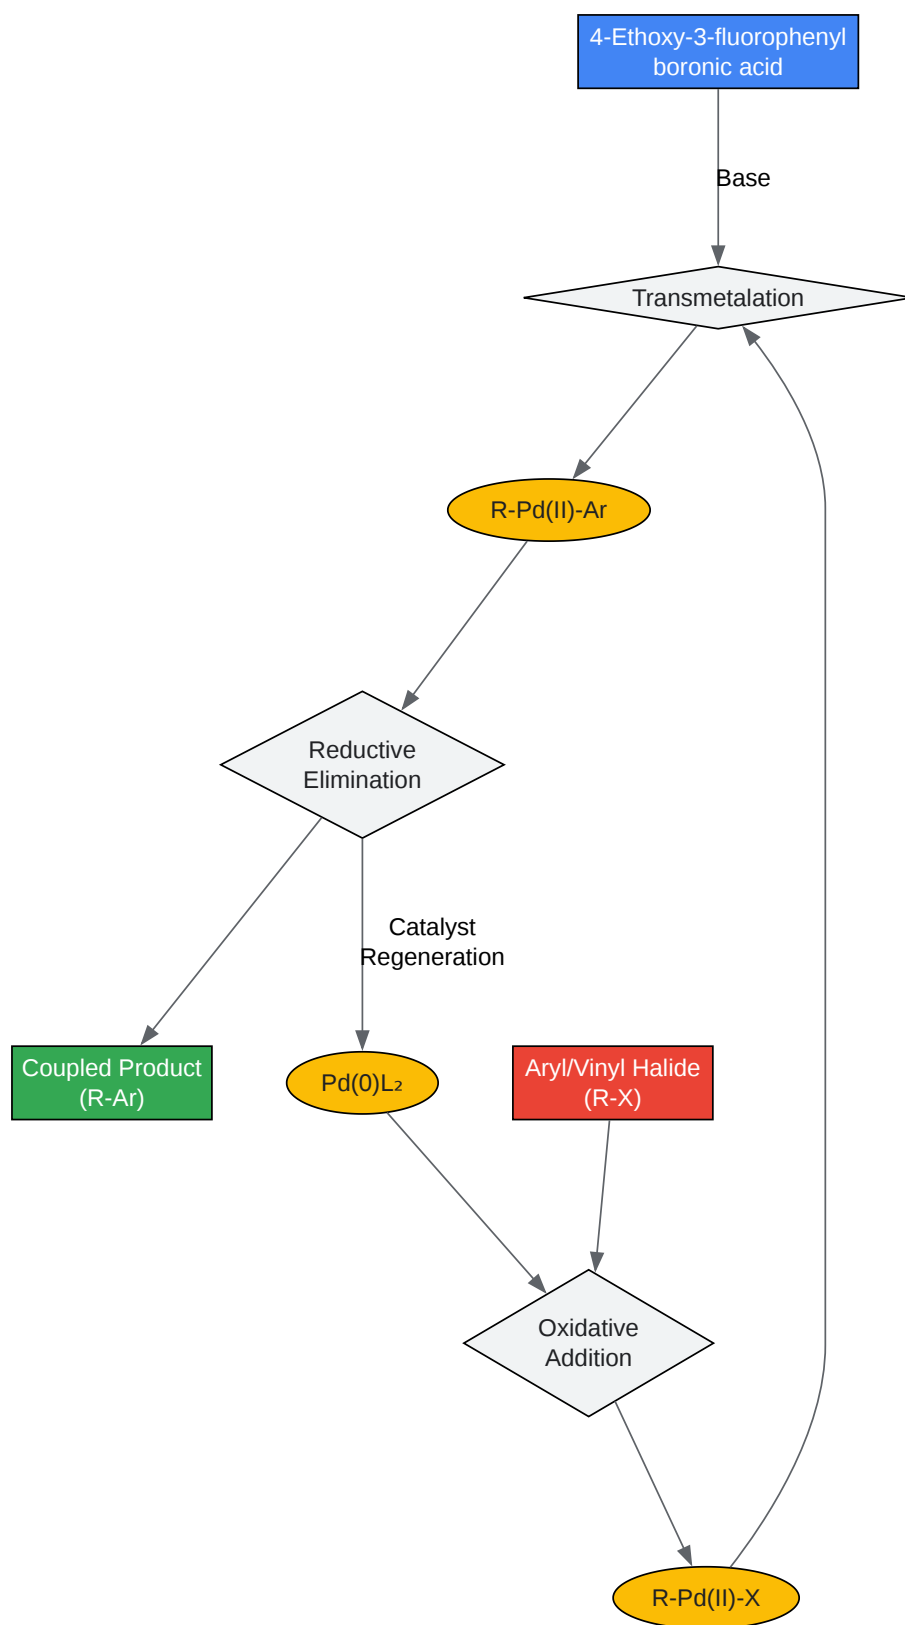 4-Ethoxy-3-fluorophenyl
boronic acid
Base
Transmetalation
R-Pd(II)-Ar
Reductive
Elimination
Catalyst
Regeneration
Coupled Product
(R-Ar)
Pd(0)L₂
Aryl/Vinyl Halide
(R-X)
Oxidative
Addition
R-Pd(II)-X